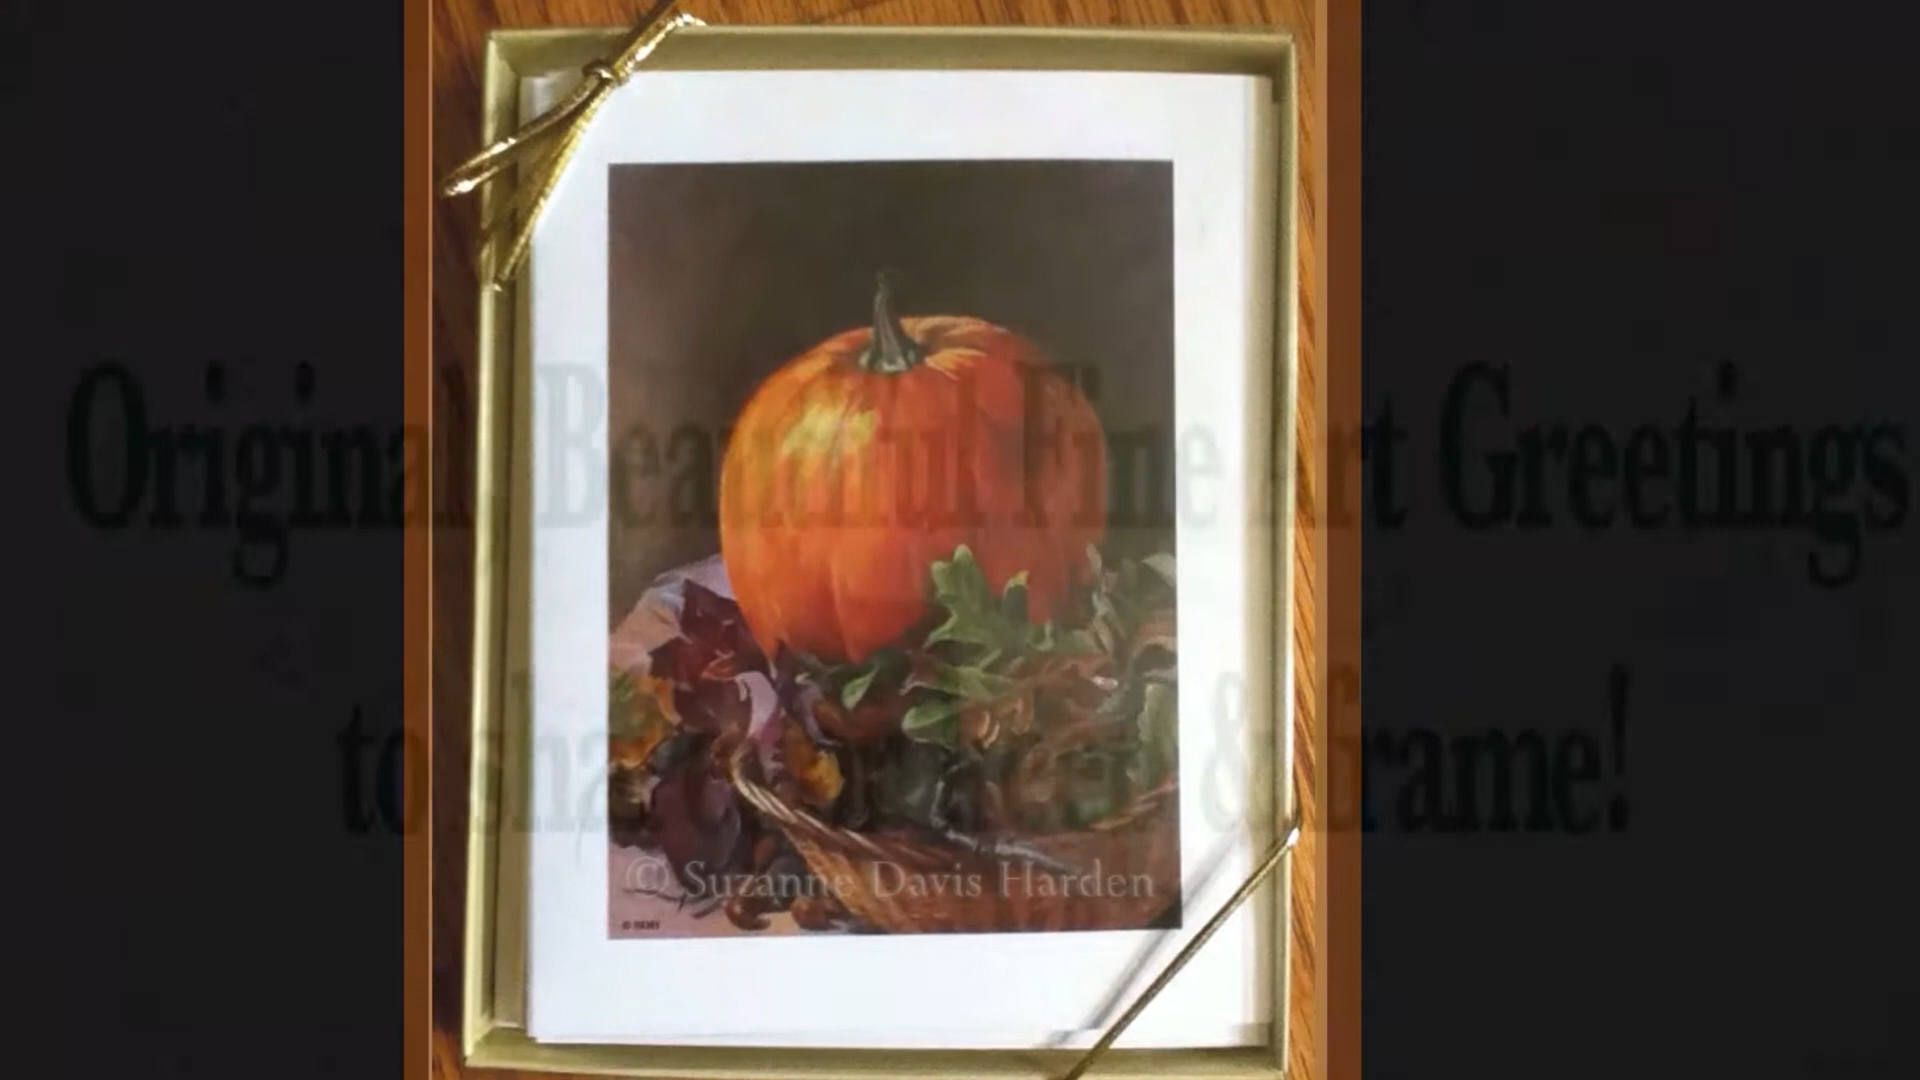 Original Beautiful Fine Art Greetings
to share & frame!
© Suzanne Davis Harden